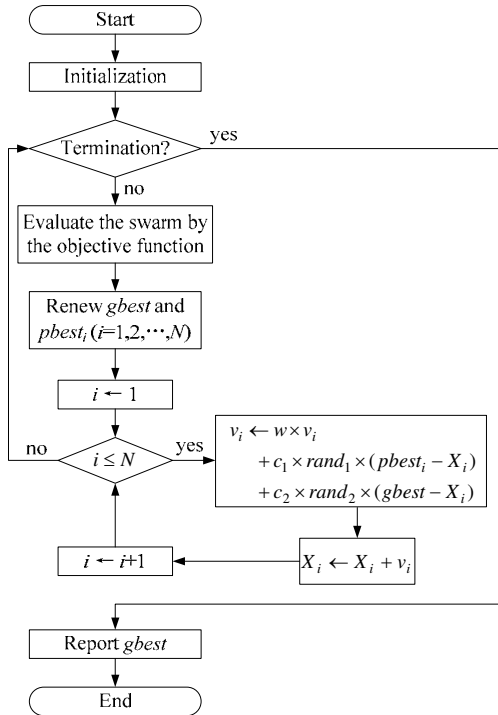 Start
Initialization
Termination?
yes
no
Evaluate the swarm by
the objective function
Renew gbest and
pbestᵢ (i=1,2,⋯,N)
i ← 1
no
i ≤ N
yes
vᵢ ← w × vᵢ
+ c₁ × rand₁ × (pbestᵢ − Xᵢ)
+ c₂ × rand₂ × (gbest − Xᵢ)
i ← i+1
Xᵢ ← Xᵢ + vᵢ
Report gbest
End